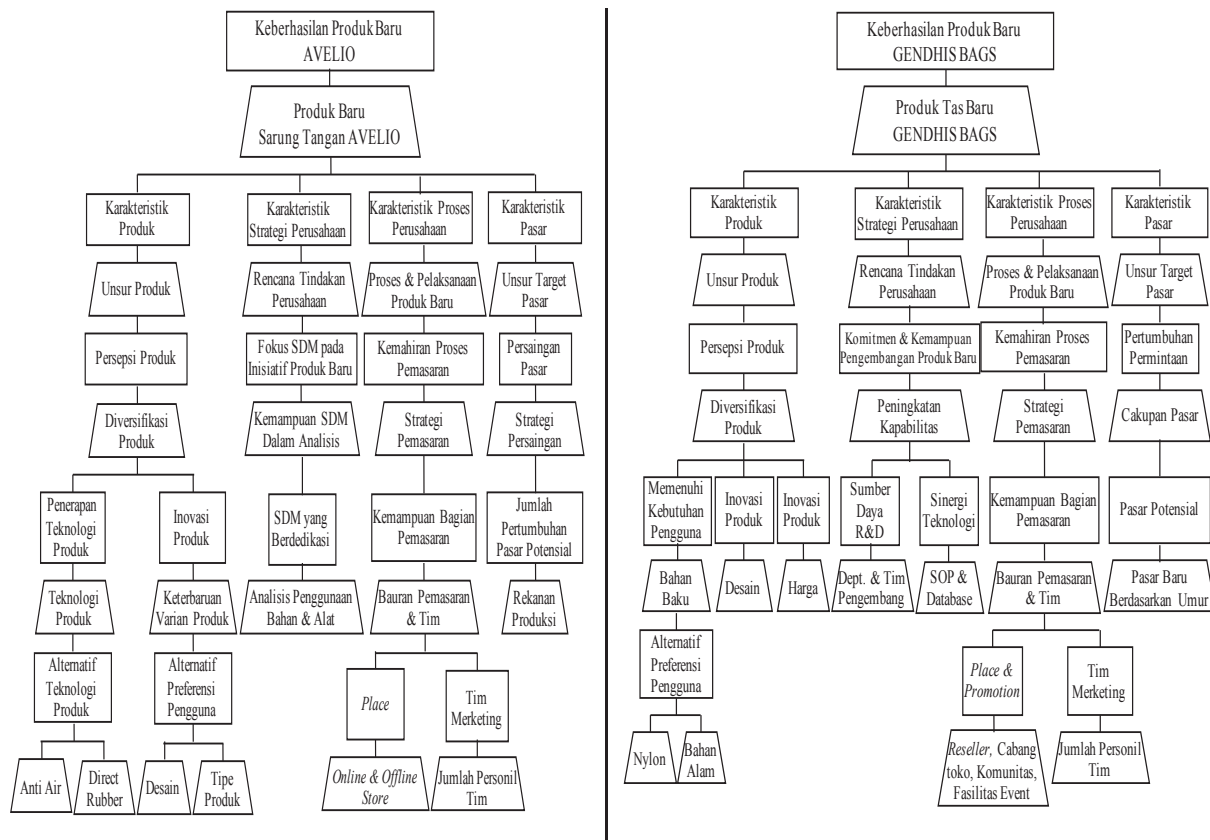 Keberhasilan Produk Baru
AVELIO
Produk Baru
Sarung Tangan AVELIO
Karakteristik
Produk
Karakteristik
Strategi Perusahaan
Karakteristik Proses
Perusahaan
Karakteristik
Pasar
Unsur Produk
Rencana Tindakan
Perusahaan
Proses & Pelaksanaan
Produk Baru
Unsur Target
Pasar
Persepsi Produk
Fokus SDM pada
Inisiatif Produk Baru
Kemahiran Proses
Pemasaran
Persaingan
Pasar
Diversifikasi
Produk
Kemampuan SDM
Dalam Analisis
Strategi
Pemasaran
Strategi
Persaingan
Penerapan
Teknologi
Produk
Inovasi
Produk
SDM yang
Berdedikasi
Kemampuan Bagian
Pemasaran
Jumlah
Pertumbuhan
Pasar Potensial
Teknologi
Produk
Keterbaruan
Varian Produk
Analisis Penggunaan
Bahan & Alat
Bauran Pemasaran
& Tim
Rekanan
Produksi
Alternatif
Teknologi
Produk
Alternatif
Preferensi
Pengguna
Place
Tim
Merketing
Anti Air
Direct
Rubber
Desain
Tipe
Produk
Online & Offline
Store
Jumlah Personil
Tim
Keberhasilan Produk Baru
GENDHIS BAGS
Produk Tas Baru
GENDHIS BAGS
Karakteristik
Produk
Karakteristik
Strategi Perusahaan
Karakteristik Proses
Perusahaan
Karakteristik
Pasar
Unsur Produk
Rencana Tindakan
Perusahaan
Proses & Pelaksanaan
Produk Baru
Unsur Target
Pasar
Persepsi Produk
Komitmen & Kemampuan
Pengembangan Produk Baru
Kemahiran Proses
Pemasaran
Pertumbuhan
Permintaan
Diversifikasi
Produk
Peningkatan
Kapabilitas
Strategi
Pemasaran
Cakupan Pasar
Memenuhi
Kebutuhan
Pengguna
Inovasi
Produk
Inovasi
Produk
Sumber
Daya
R&D
Sinergi
Teknologi
Kemampuan Bagian
Pemasaran
Pasar Potensial
Bahan
Baku
Desain
Harga
Dept. & Tim
Pengembang
SOP &
Database
Bauran Pemasaran
& Tim
Pasar Baru
Berdasarkan Umur
Alternatif
Preferensi
Pengguna
Place &
Promotion
Tim
Merketing
Nylon
Bahan
Alam
Reseller, Cabang
toko, Komunitas,
Fasilitas Event
Jumlah Personil
Tim